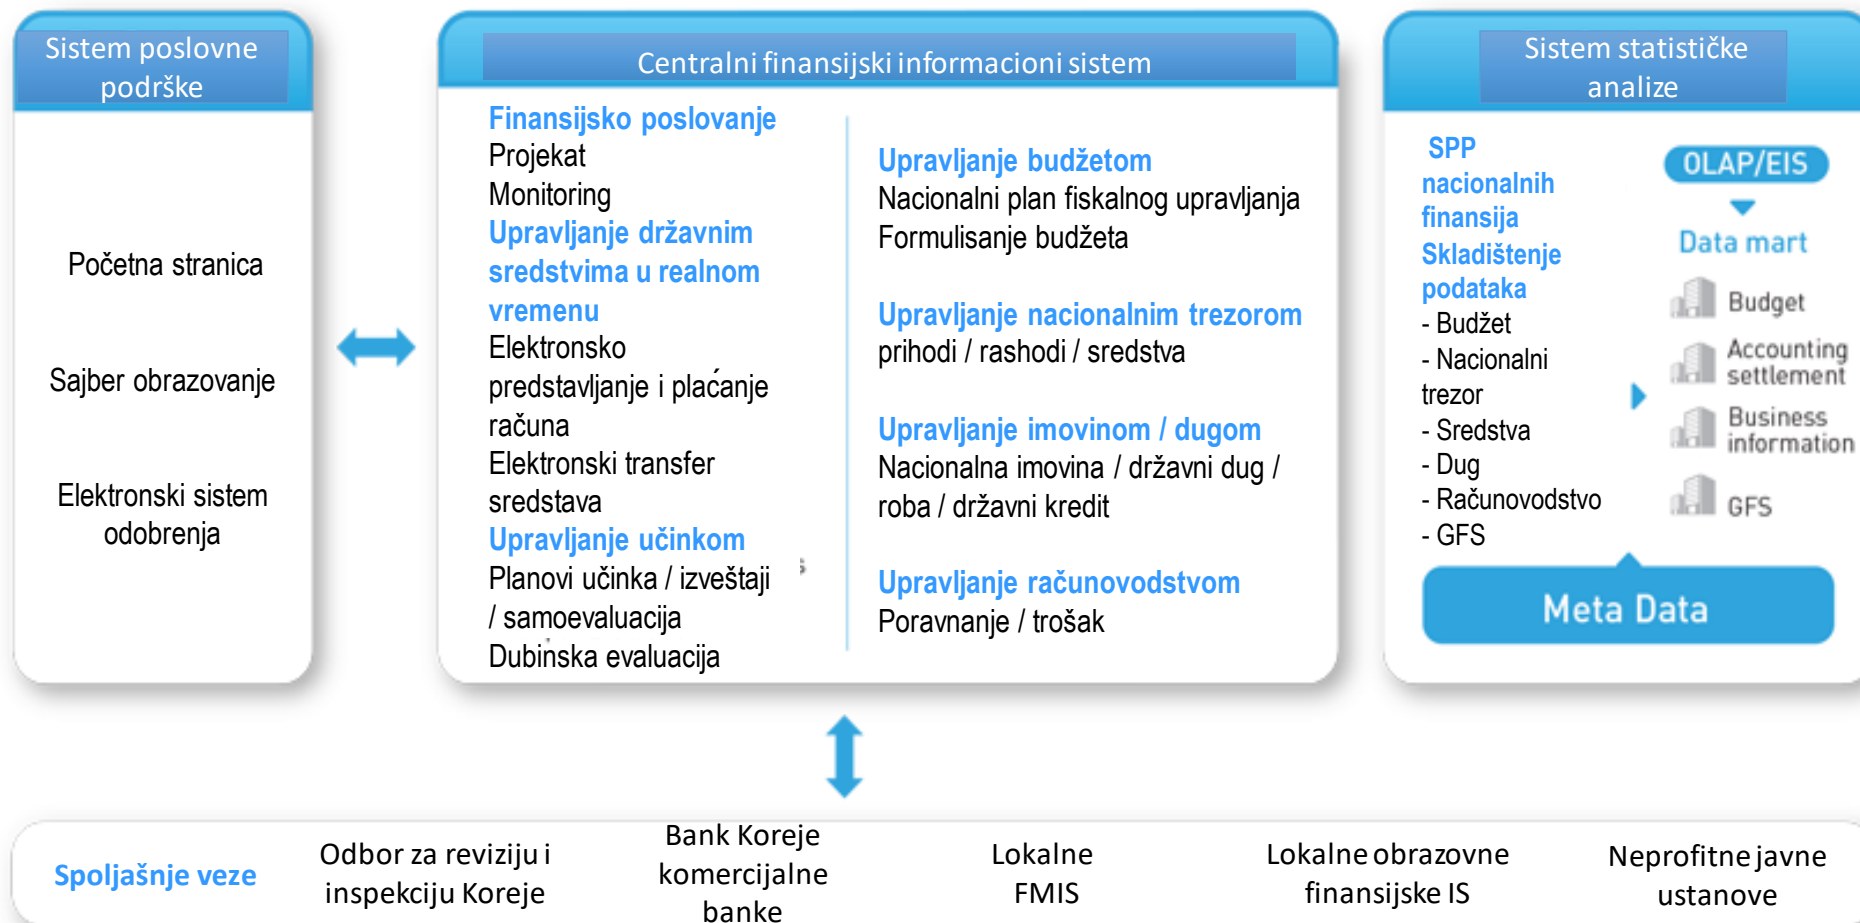 Sistem poslovne
podrške
Početna stranica
Sajber obrazovanje
Elektronski sistem
odobrenja
Centralni finansijski informacioni sistem
Finansijsko poslovanje
Projekat
Monitoring
Upravljanje državnim
sredstvima u realnom
vremenu
Elektronsko
predstavljanje i plaćanje
računa
Elektronski transfer
sredstava
Upravljanje učinkom
Planovi učinka / izveštaji
/ samoevaluacija
Dubinska evaluacija
Upravljanje budžetom
Nacionalni plan fiskalnog upravljanja
Formulisanje budžeta
Upravljanje nacionalnim trezorom
prihodi / rashodi / sredstva
Upravljanje imovinom / dugom
Nacionalna imovina / državni dug /
roba / državni kredit
Upravljanje računovodstvom
Poravnanje / trošak
Sistem statističke
analize
SPP
nacionalnih
finansija
Skladištenje
podataka
- Budžet
- Nacionalni
trezor
- Sredstva
- Dug
- Računovodstvo
- GFS
OLAP/EIS
Data mart
Budget
Accounting
settlement
Business
information
GFS
Meta Data
Spoljašnje veze
Odbor za reviziju i
inspekciju Koreje
Bank Koreje
komercijalne
banke
Lokalne
FMIS
Lokalne obrazovne
finansijske IS
Neprofitne javne
ustanove